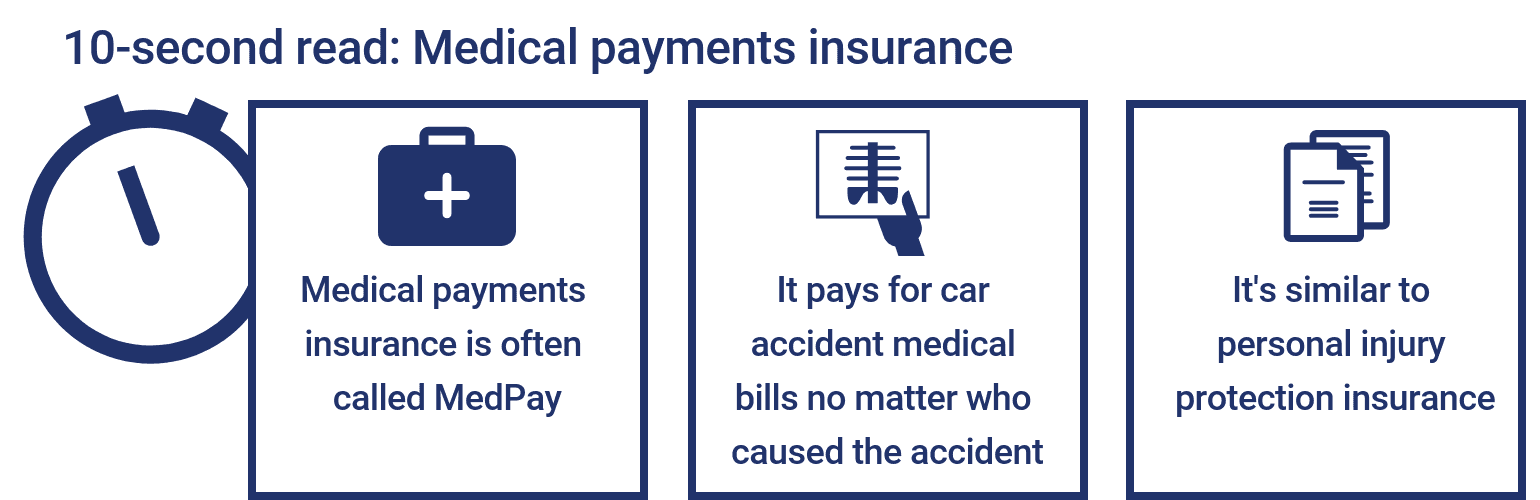 10-second read: Medical payments insurance
Medical payments
insurance is often
called MedPay
It pays for car
accident medical
bills no matter who
caused the accident
It's similar to
personal injury
protection insurance